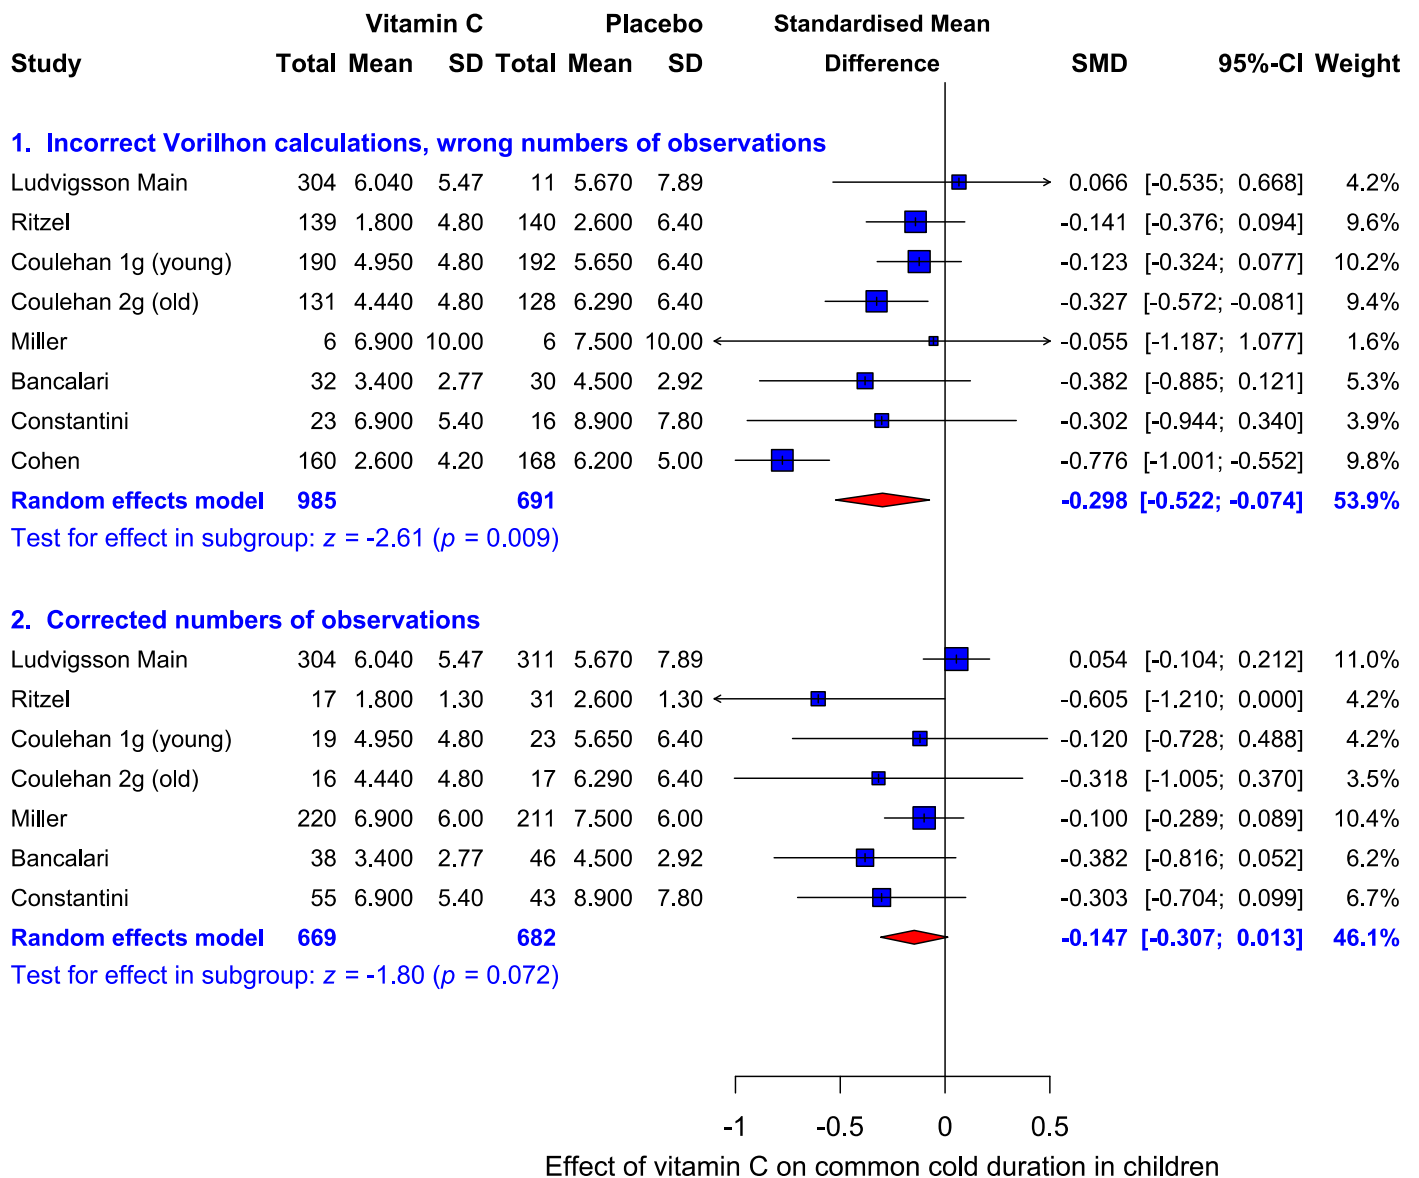 Vitamin C Placebo Standardised Mean
Study Total Mean SD Total Mean SD Difference SMD 95%-CI Weight
1. Incorrect Vorilhon calculations, wrong numbers of observations
Ludvigsson Main 304 6.040 5.47 11 5.670 7.89 0.066 [-0.535; 0.668] 4.2%
Ritzel 139 1.800 4.80 140 2.600 6.40 -0.141 [-0.376; 0.094] 9.6%
Coulehan 1g (young) 190 4.950 4.80 192 5.650 6.40 -0.123 [-0.324; 0.077] 10.2%
Coulehan 2g (old) 131 4.440 4.80 128 6.290 6.40 -0.327 [-0.572; -0.081] 9.4%
Miller 6 6.900 10.00 6 7.500 10.00 -0.055 [-1.187; 1.077] 1.6%
Bancalari 32 3.400 2.77 30 4.500 2.92 -0.382 [-0.885; 0.121] 5.3%
Constantini 23 6.900 5.40 16 8.900 7.80 -0.302 [-0.944; 0.340] 3.9%
Cohen 160 2.600 4.20 168 6.200 5.00 -0.776 [-1.001; -0.552] 9.8%
Random effects model 985 691 -0.298 [-0.522; -0.074] 53.9%
Test for effect in subgroup: z = -2.61 (p = 0.009)
2. Corrected numbers of observations
Ludvigsson Main 304 6.040 5.47 311 5.670 7.89 0.054 [-0.104; 0.212] 11.0%
Ritzel 17 1.800 1.30 31 2.600 1.30 -0.605 [-1.210; 0.000] 4.2%
Coulehan 1g (young) 19 4.950 4.80 23 5.650 6.40 -0.120 [-0.728; 0.488] 4.2%
Coulehan 2g (old) 16 4.440 4.80 17 6.290 6.40 -0.318 [-1.005; 0.370] 3.5%
Miller 220 6.900 6.00 211 7.500 6.00 -0.100 [-0.289; 0.089] 10.4%
Bancalari 38 3.400 2.77 46 4.500 2.92 -0.382 [-0.816; 0.052] 6.2%
Constantini 55 6.900 5.40 43 8.900 7.80 -0.303 [-0.704; 0.099] 6.7%
Random effects model 669 682 -0.147 [-0.307; 0.013] 46.1%
Test for effect in subgroup: z = -1.80 (p = 0.072)
-1 -0.5 0 0.5
Effect of vitamin C on common cold duration in children